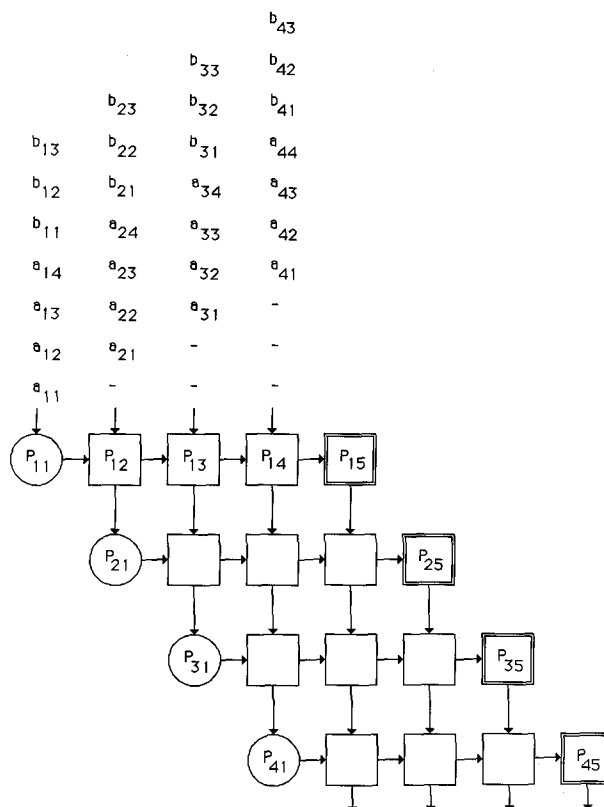 b43
b33 b42
b23 b32 b41
b13 b22 b31 a44
b12 b21 a34 a43
b11 a24 a33 a42
a14 a23 a32 a41
a13 a22 a31 -
a12 a21 - -
a11 - - -
P11 P12 P13 P14 P15
P21 P25
P31 P35
P41 P45